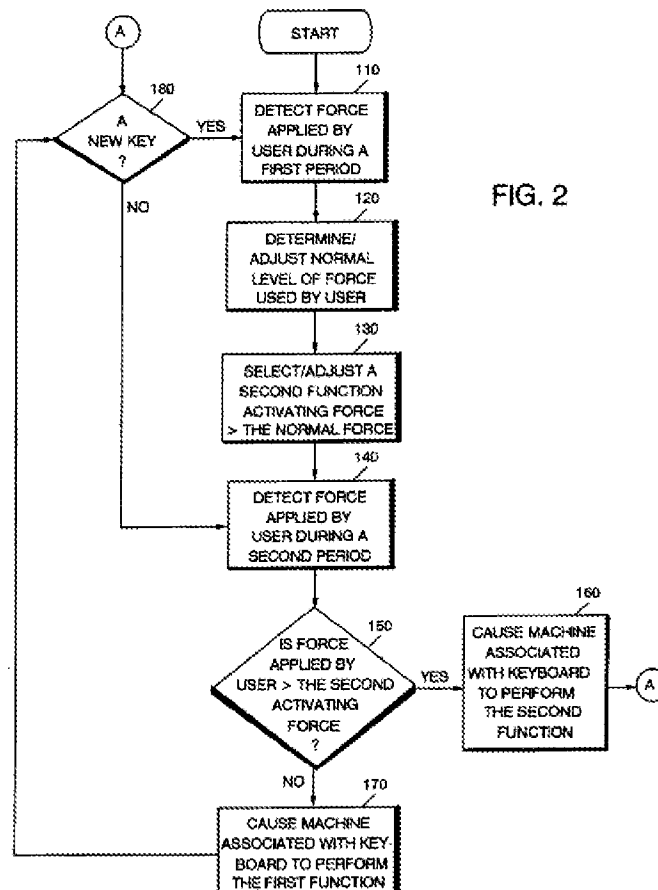 A
START
180
110
A
NEW KEY
?
YES
DETECT FORCE
APPLIED BY
USER DURING A
FIRST PERIOD
FIG. 2
NO
120
DETERMINE/
ADJUST NORMAL
LEVEL OF FORCE
USED BY USER
130
SELECT/ADJUST A
SECOND FUNCTION
ACTIVATING FORCE
> THE NORMAL FORCE
140
DETECT FORCE
APPLIED BY
USER DURING A
SECOND PERIOD
150
IS FORCE
APPLIED BY
USER > THE SECOND
ACTIVATING
FORCE
?
YES
160
CAUSE MACHINE
ASSOCIATED
WITH KEYBOARD
TO PERFORM
THE SECOND
FUNCTION
A
NO
170
CAUSE MACHINE
ASSOCIATED WITH KEY-
BOARD TO PERFORM
THE FIRST FUNCTION